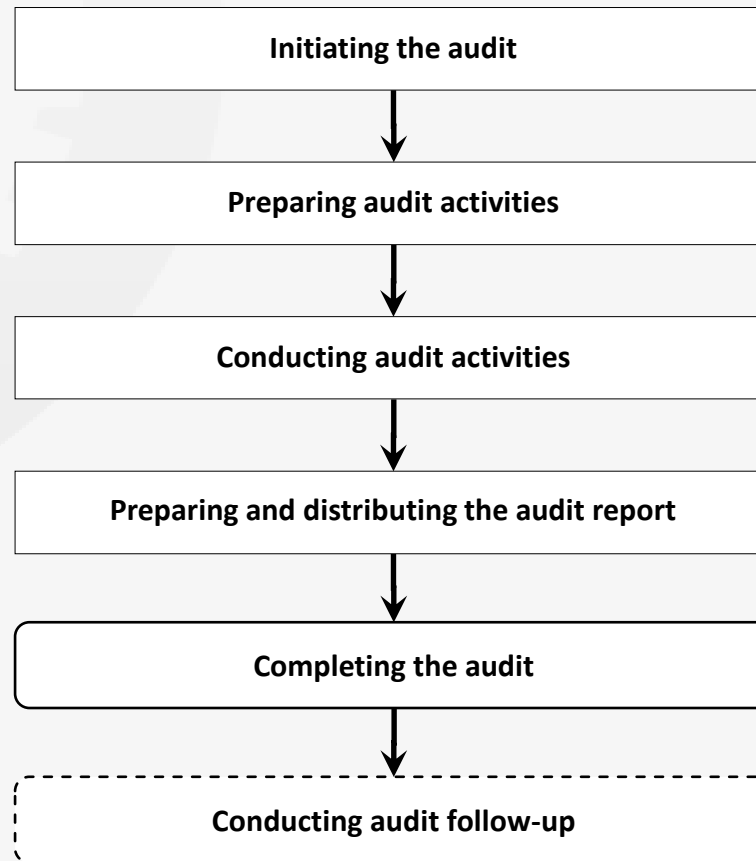 Initiating the audit
Preparing audit activities
Conducting audit activities
Preparing and distributing the audit report
Completing the audit
Conducting audit follow-up